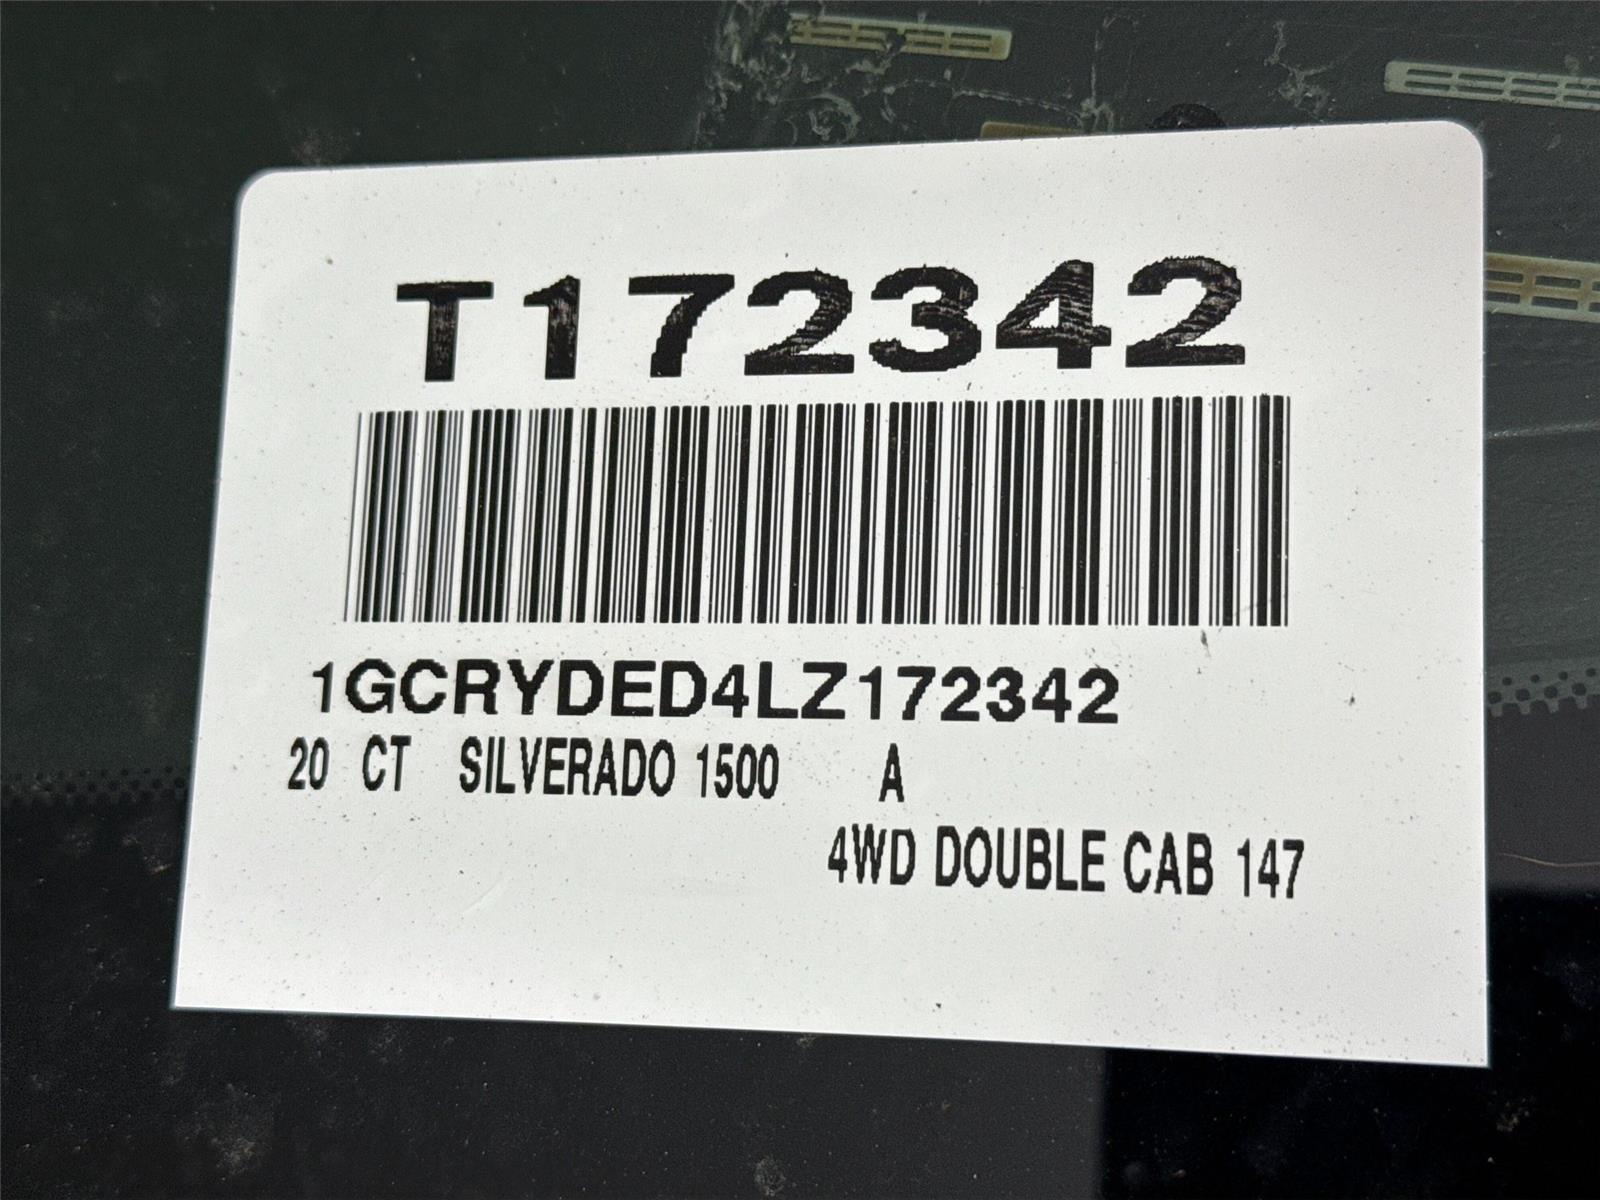 T172342
1GCRYDED4LZ172342
20 CT SILVERADO 1500 A
4WD DOUBLE CAB 147